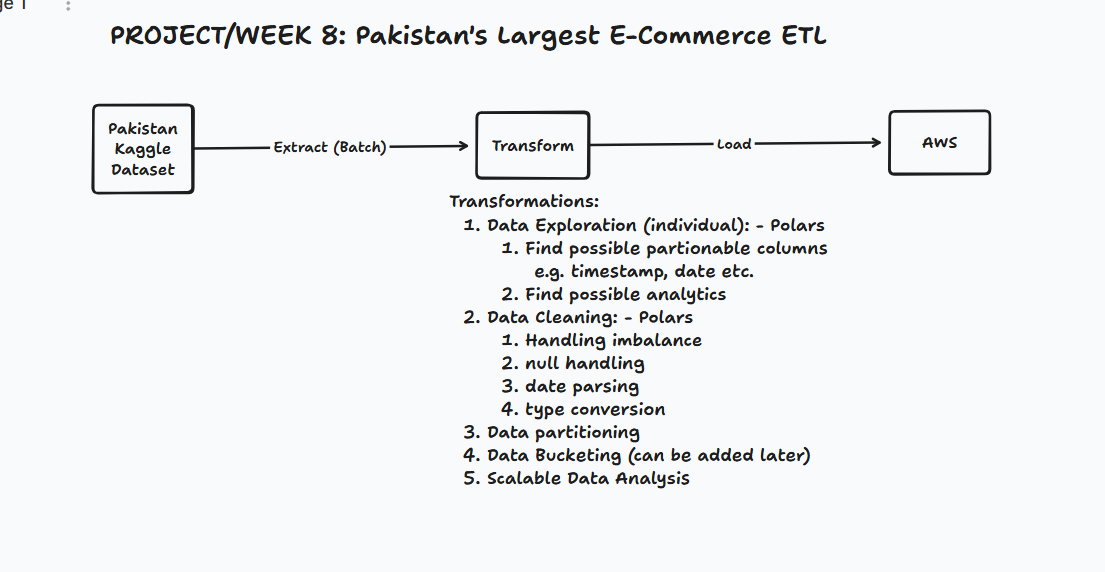 ge 1
PROJECT/WEEK 8: Pakistan's Largest E-Commerce ETL
Pakistan
Kaggle
Dataset
Extract (Batch)
Transform
Load
AWS
Transformations:
1. Data Exploration (individual): - Polars
1. Find possible partionable columns
e.g. timestamp, date etc.
2. Find possible analytics
2. Data Cleaning: - Polars
1. Handling imbalance
2. null handling
3. date parsing
4. type conversion
3. Data partitioning
4. Data Bucketing (can be added later)
5. Scalable Data Analysis